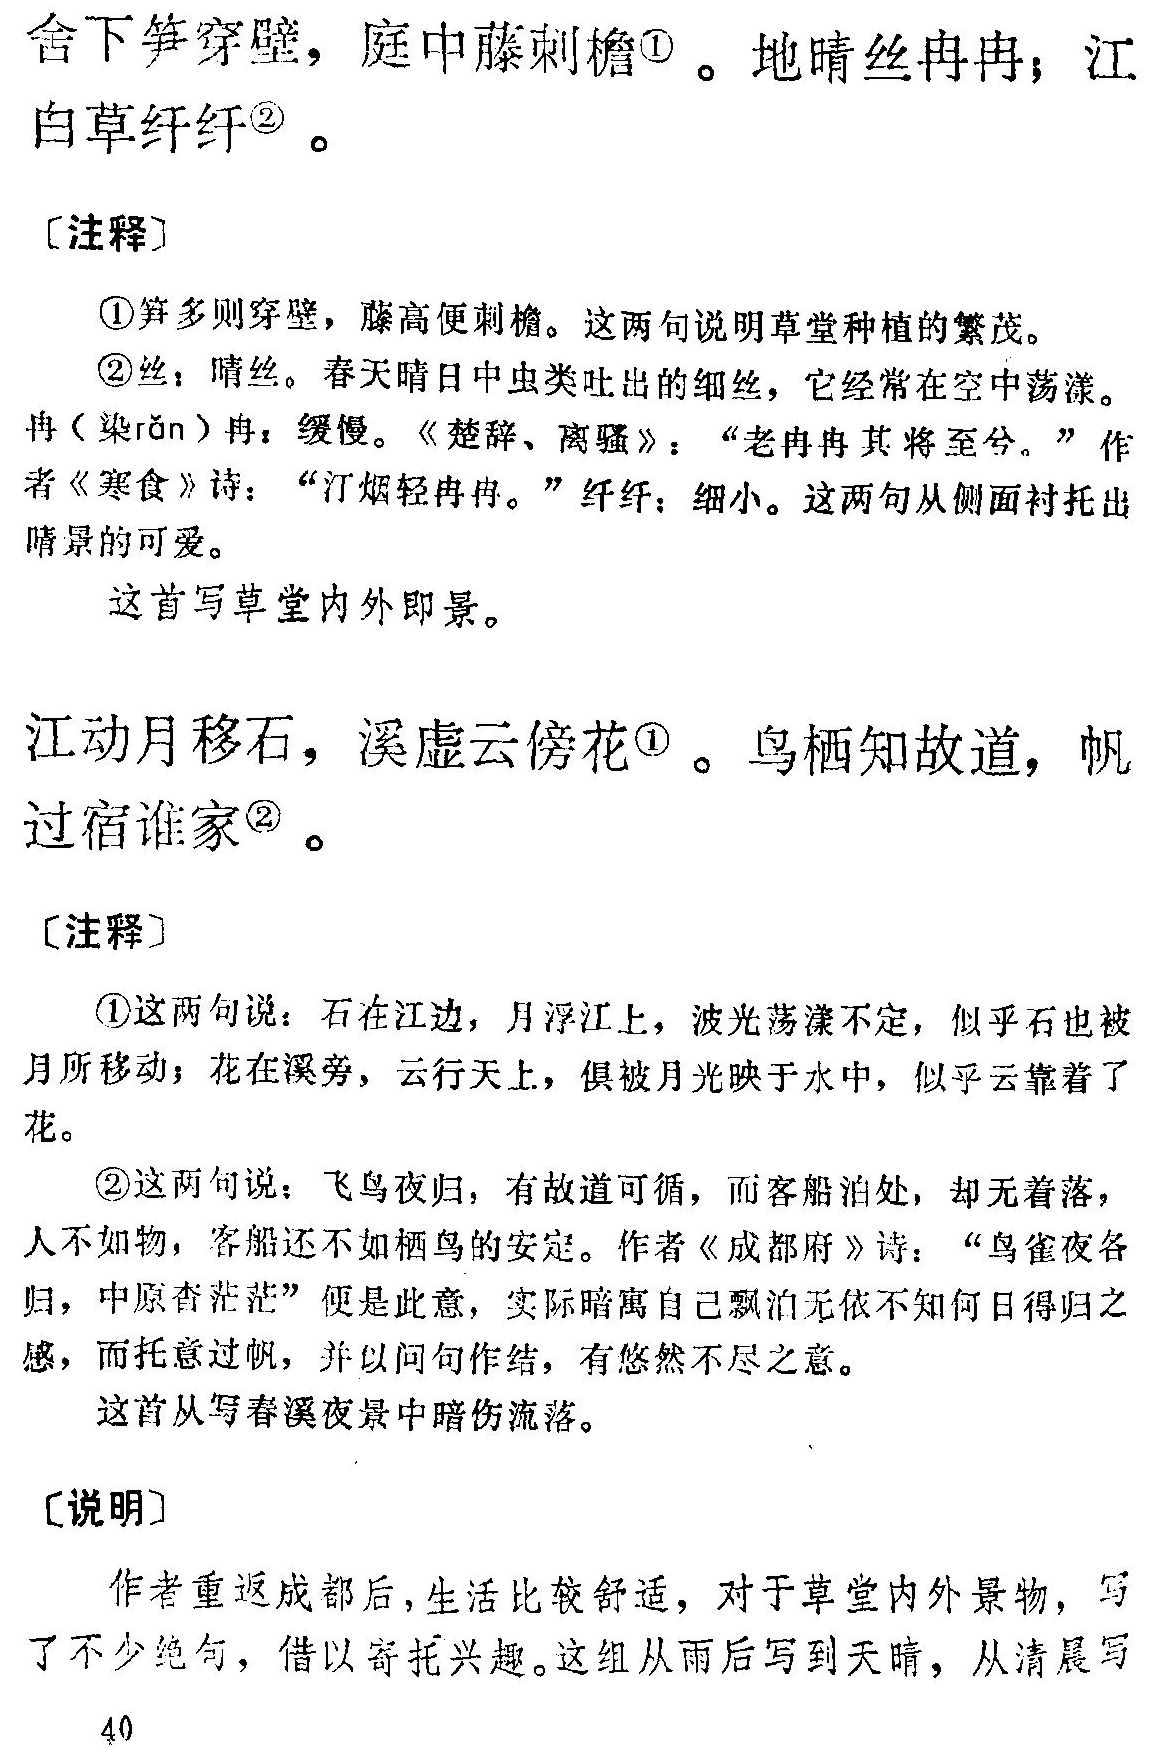 舍下笋穿壁，庭中藤刺檐①。地晴丝冉冉；江
白草纤纤②。
〔注释〕
①笋多则穿壁，藤高便刺檐。这两句说明草堂种植的繁茂。
②丝：晴丝。春天晴日中虫类吐出的细丝，它经常在空中荡漾。
冉（染rǎn）冉：缓慢。《楚辞、离骚》：“老冉冉其将至兮。”作
者《寒食》诗：“汀烟轻冉冉。”纤纤：细小。这两句从侧面衬托出
晴景的可爱。
这首写草堂内外即景。
江动月移石，溪虚云傍花①。鸟栖知故道，帆
过宿谁家②。
〔注释〕
①这两句说：石在江边，月浮江上，波光荡漾不定，似乎石也被
月所移动；花在溪旁，云行天上，俱被月光映于水中，似乎云靠着了
花。
②这两句说：飞鸟夜归，有故道可循，而客船泊处，却无着落，
人不如物，客船还不如栖鸟的安定。作者《成都府》诗：“鸟雀夜各
归，中原杳茫茫”便是此意，实际暗寓自己飘泊无依不知何日得归之
感，而托意过帆，并以问句作结，有悠然不尽之意。
这首从写春溪夜景中暗伤流落。
〔说明〕
作者重返成都后，生活比较舒适，对于草堂内外景物，写
了不少绝句，借以寄托兴趣。这组从雨后写到天晴，从清晨写
40